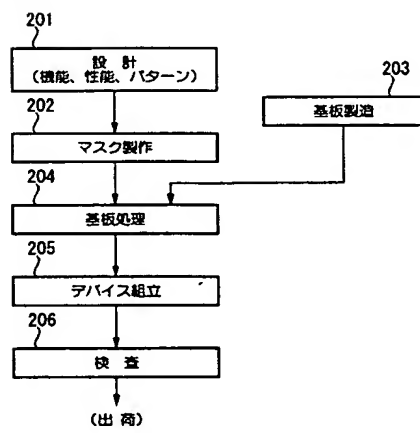 201
設 計
(機能、性能、パターン)
202
マスク製作
203
基板製造
204
基板処理
205
デバイス組立
206
検 査
(出 荷)